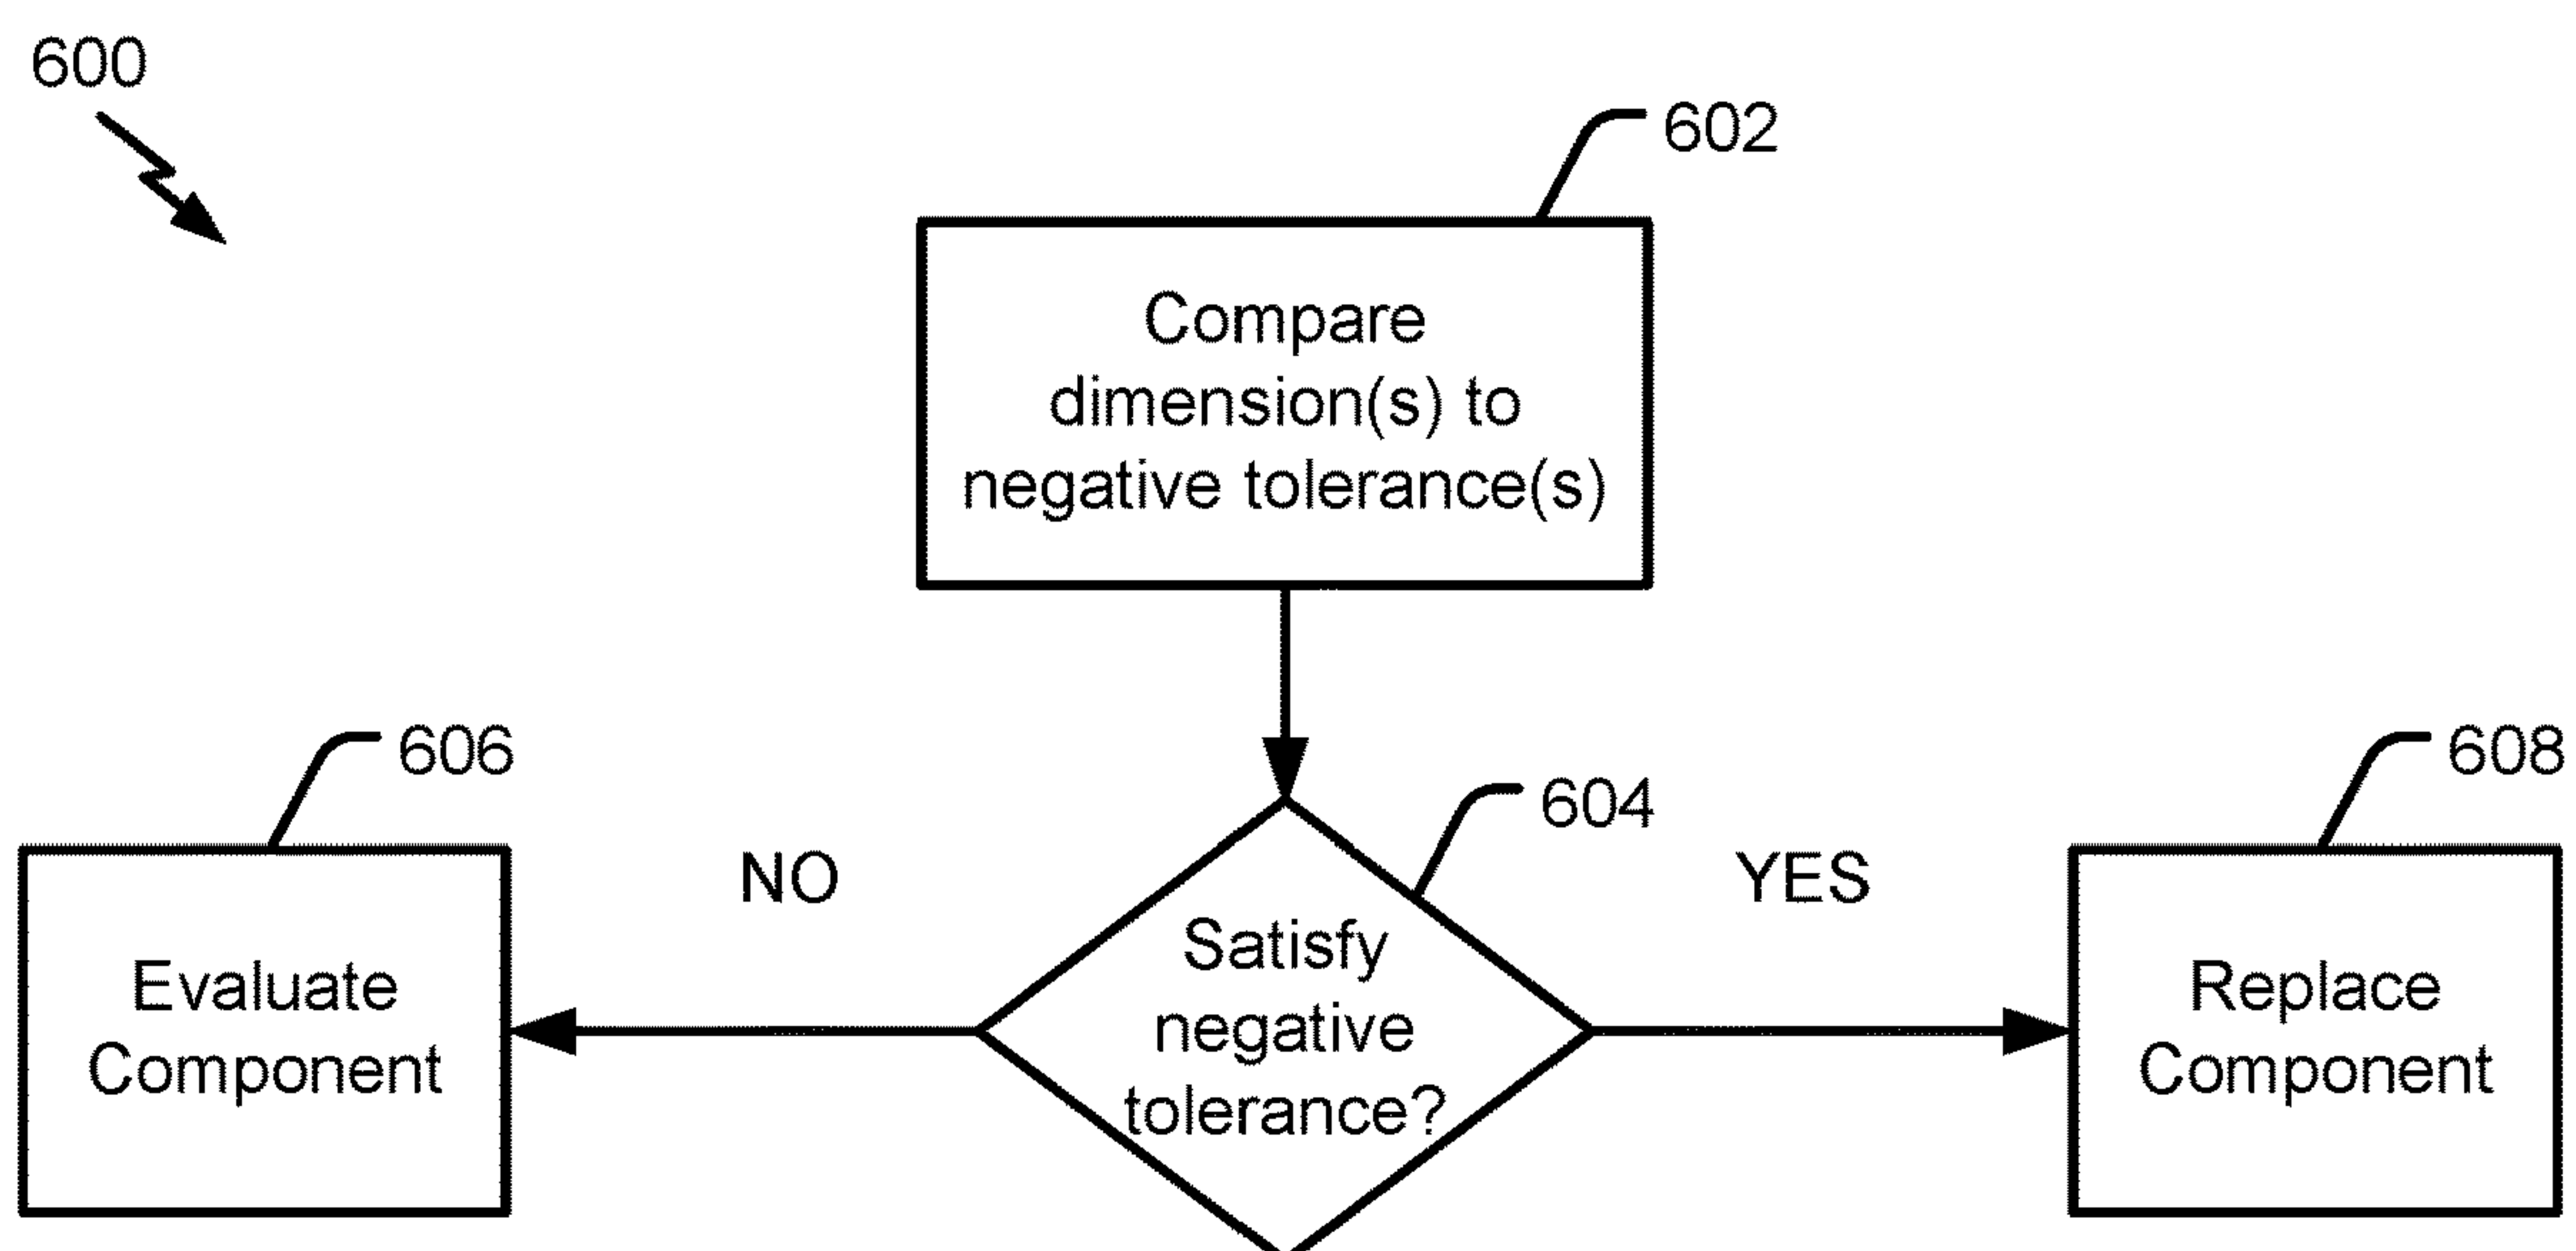 600
602
Compare
dimension(s) to
negative tolerance(s)
606
604
608
NO
YES
Satisfy
negative
tolerance?
Evaluate
Component
Replace
Component